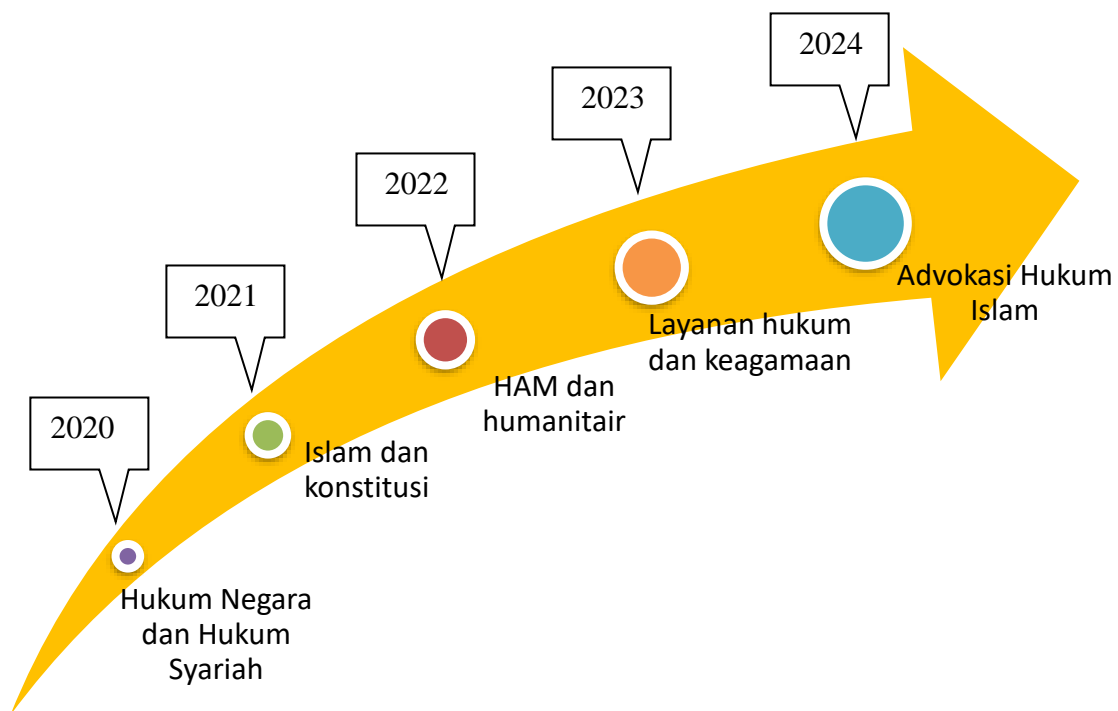 2020
Hukum Negara
dan Hukum
Syariah
2021
Islam dan
konstitusi
2022
HAM dan
humanitair
2023
Layanan hukum
dan keagamaan
2024
Advokasi Hukum
Islam